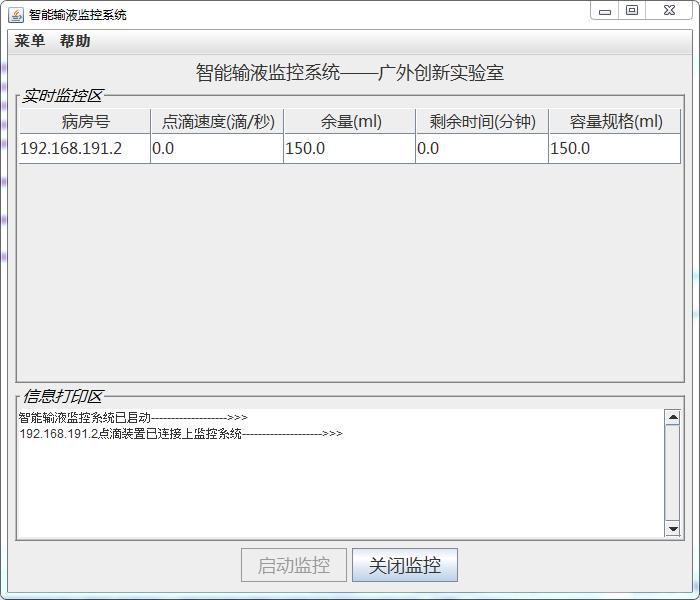 智能输液监控系统
菜单 帮助
智能输液监控系统——广外创新实验室
实时监控区
病房号 点滴速度(滴/秒) 余量(ml) 剩余时间(分钟) 容量规格(ml)
192.168.191.2 0.0 150.0 0.0 150.0
信息打印区
智能输液监控系统已启动------------------->>>
192.168.191.2点滴装置已连接上监控系统-------------------->>>
启动监控 关闭监控